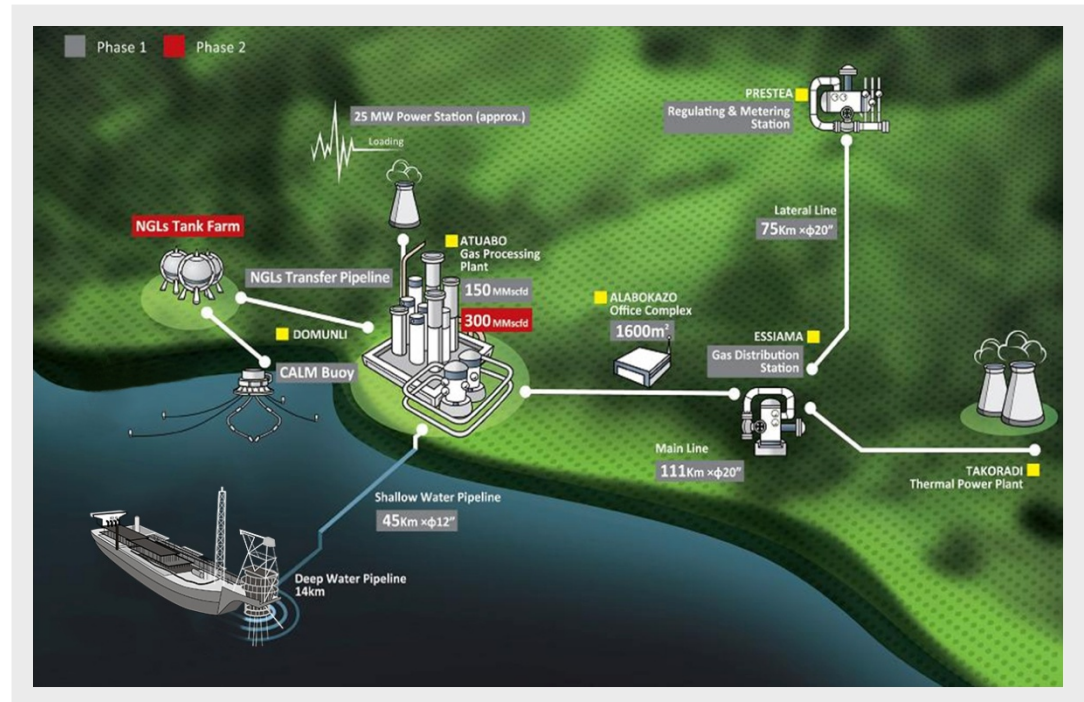 Phase 1
Phase 2
25 MW Power Station (approx.)
Loading
PRESTEA
Regulating & Metering
Station
NGLs Tank Farm
NGLs Transfer Pipeline
ATUABO
Gas Processing
Plant
150 MMscfd
300 MMscfd
Lateral Line
75Km ×ϕ20"
DOMUNLI
CALM Buoy
ALABOKAZO
Office Complex
1600m²
ESSIAMA
Gas Distribution
Station
Main Line
111Km ×ϕ20"
TAKORADI
Thermal Power Plant
Shallow Water Pipeline
45Km ×ϕ12"
Deep Water Pipeline
14km